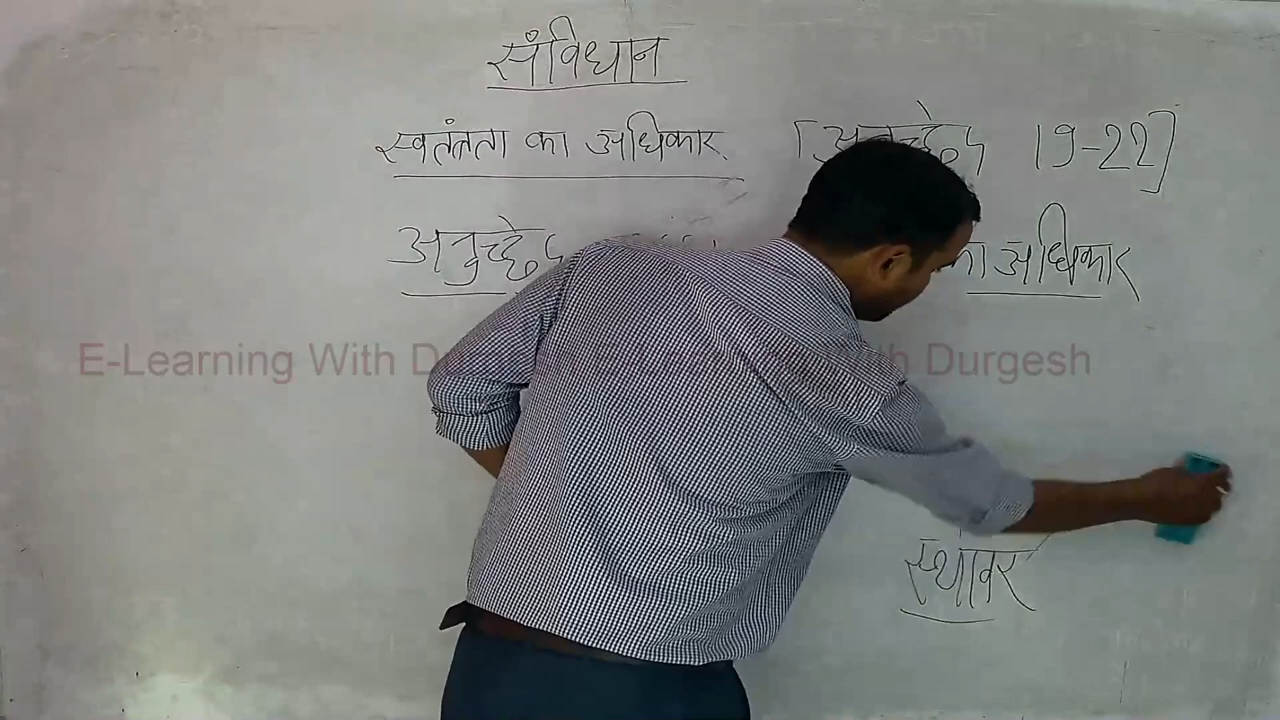 संविधान
स्वतंत्रता का अधिकार [अनुच्छेद 19-22]
अनुच्छेद का अधिकार
E-Learning With Durgesh
स्थावर